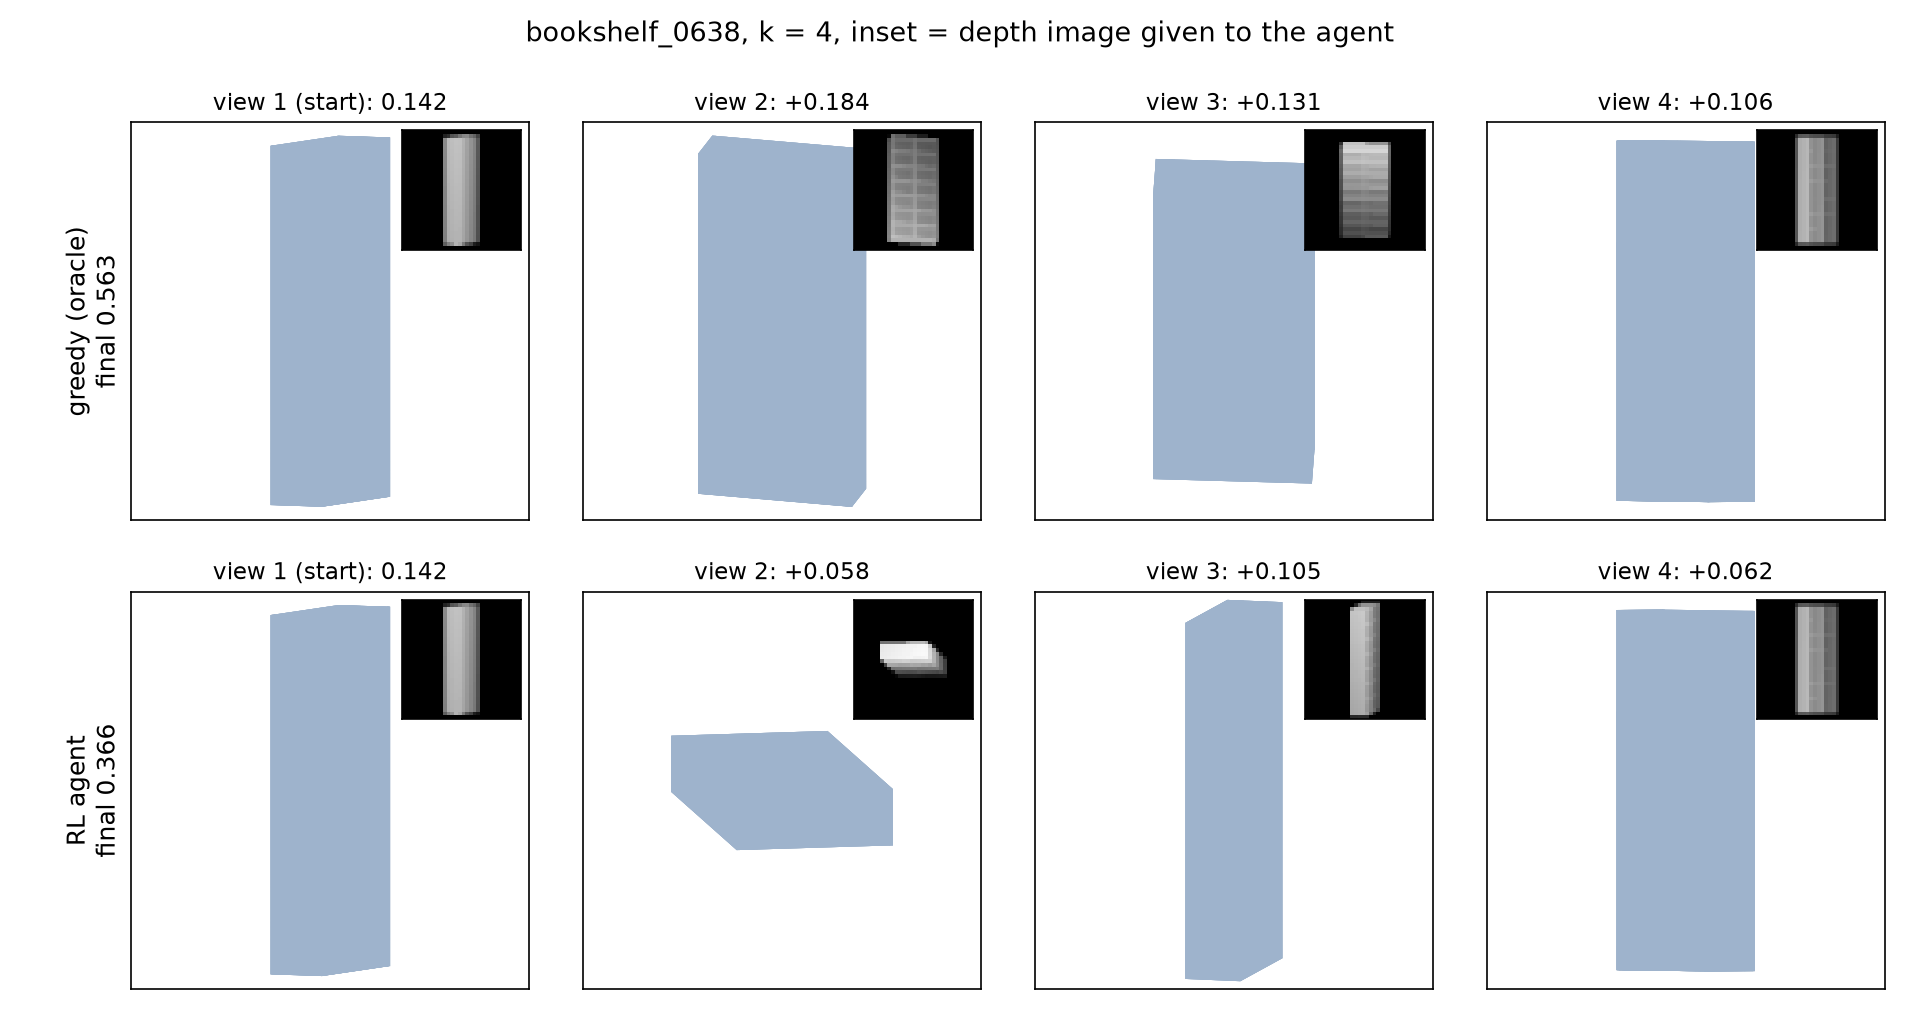 bookshelf_0638, k = 4, inset = depth image given to the agent
greedy (oracle)
final 0.563
view 1 (start): 0.142
view 2: +0.184
view 3: +0.131
view 4: +0.106
RL agent
final 0.366
view 1 (start): 0.142
view 2: +0.058
view 3: +0.105
view 4: +0.062